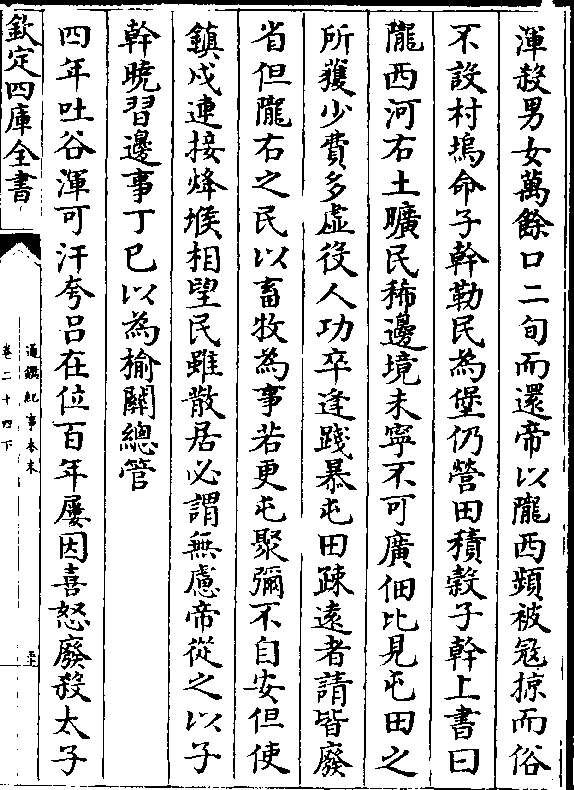 渾殺男女萬餘口二旬而還帝以隴西頻被寇掠而俗
不設村塢命子幹勒民為堡仍營田積穀子幹上書曰
隴西河右土曠民稀邊境未寧不可廣佃比見屯田之
所獲少費多虛役人功卒逢踐暴屯田疎遠者請皆廢
省但隴右之民以畜牧為事若更屯聚彌不自安但使
鎮戍連接烽堠相望民雖散居必謂無慮帝從之以子
幹曉習邊事丁巳以為榆關總管
四年吐谷渾可汗夸呂在位百年屢因喜怒廢殺太子
欽定四庫全書
通鑑紀事本末
卷二十四下